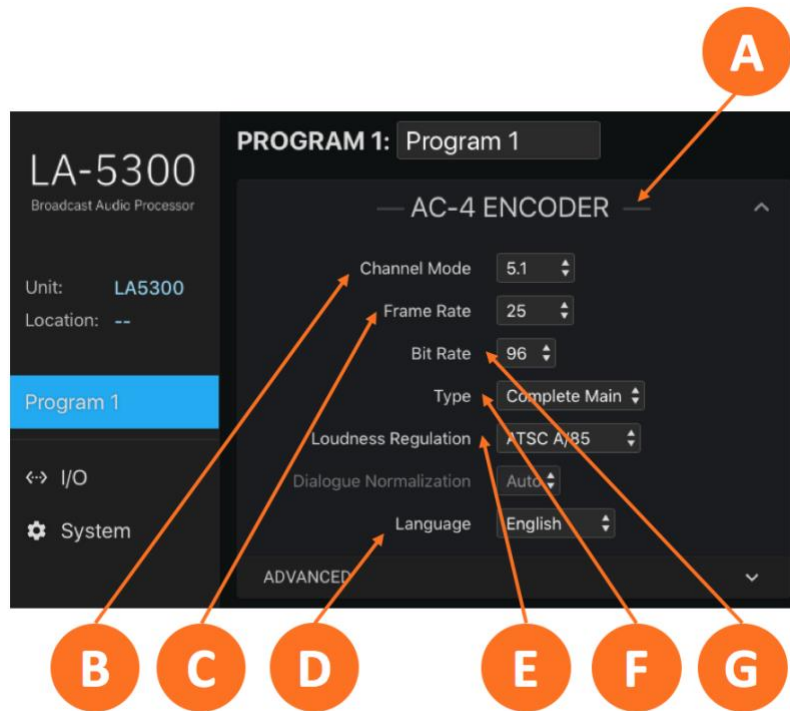 A
LA-5300
Broadcast Audio Processor
Unit: LA5300
Location: --
Program 1
I/O
System
PROGRAM 1: Program 1
AC-4 ENCODER
Channel Mode 5.1
Frame Rate 25
Bit Rate 96
Type Complete Main
Loudness Regulation ATSC A/85
Dialogue Normalization Auto
Language English
ADVANCED
B C D E F G